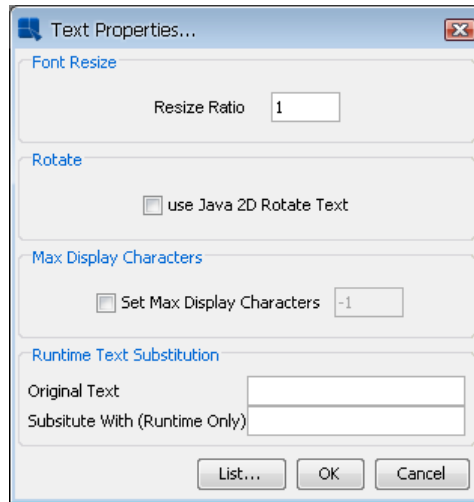 Text Properties...
Font Resize
Resize Ratio 1
Rotate
use Java 2D Rotate Text
Max Display Characters
Set Max Display Characters -1
Runtime Text Substitution
Original Text
Subsitute With (Runtime Only)
List... OK Cancel